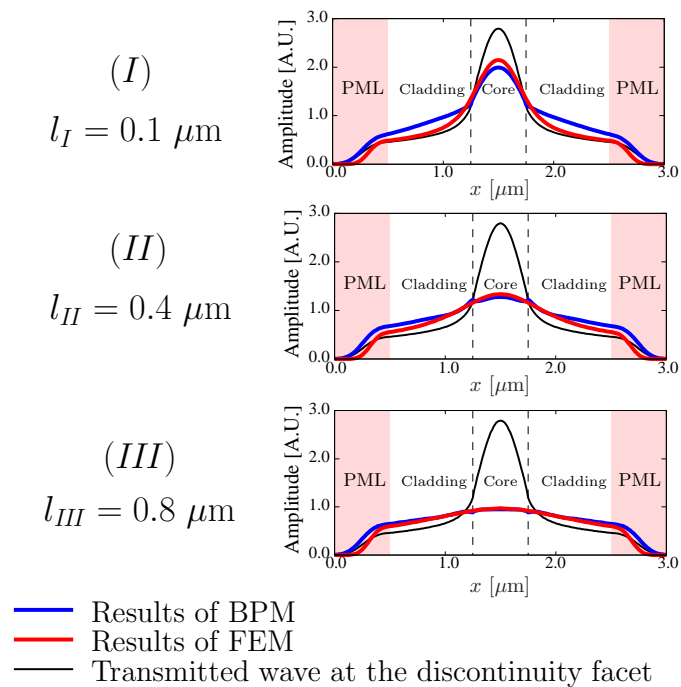 (I)
l_I = 0.1 μm
Amplitude [A.U.]
3.0
2.0
1.0
0.0
PML
Cladding
Core
Cladding
PML
0.0
1.0
2.0
3.0
x [μm]
(II)
l_II = 0.4 μm
Amplitude [A.U.]
3.0
2.0
1.0
0.0
PML
Cladding
Core
Cladding
PML
0.0
1.0
2.0
3.0
x [μm]
(III)
l_III = 0.8 μm
Amplitude [A.U.]
3.0
2.0
1.0
0.0
PML
Cladding
Core
Cladding
PML
0.0
1.0
2.0
3.0
x [μm]
Results of BPM
Results of FEM
Transmitted wave at the discontinuity facet